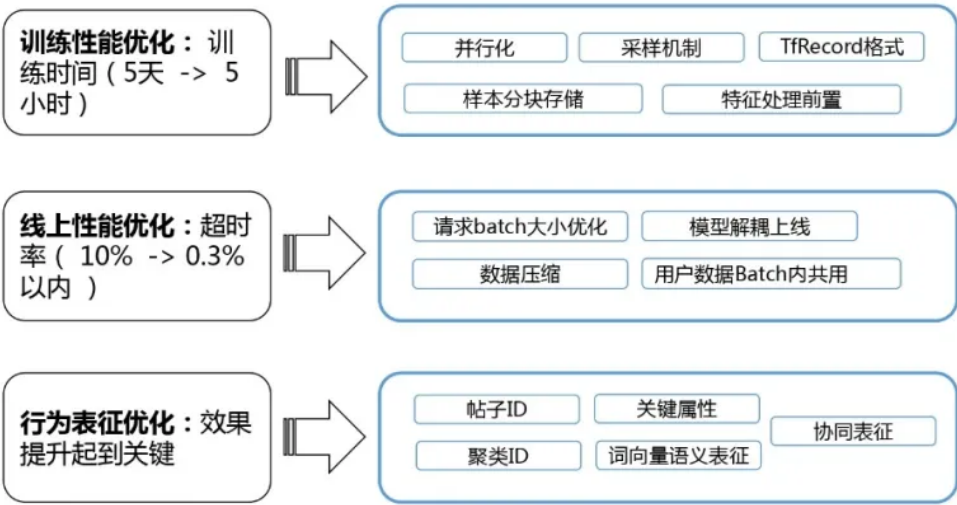 训练性能优化：训
练时间（5天 -> 5
小时）
并行化 采样机制 TfRecord格式
样本分块存储 特征处理前置
线上性能优化：超时
率（ 10% -> 0.3%
以内 ）
请求batch大小优化 模型解耦上线
数据压缩 用户数据Batch内共用
行为表征优化：效果
提升起到关键
帖子ID 关键属性
协同表征
聚类ID 词向量语义表征